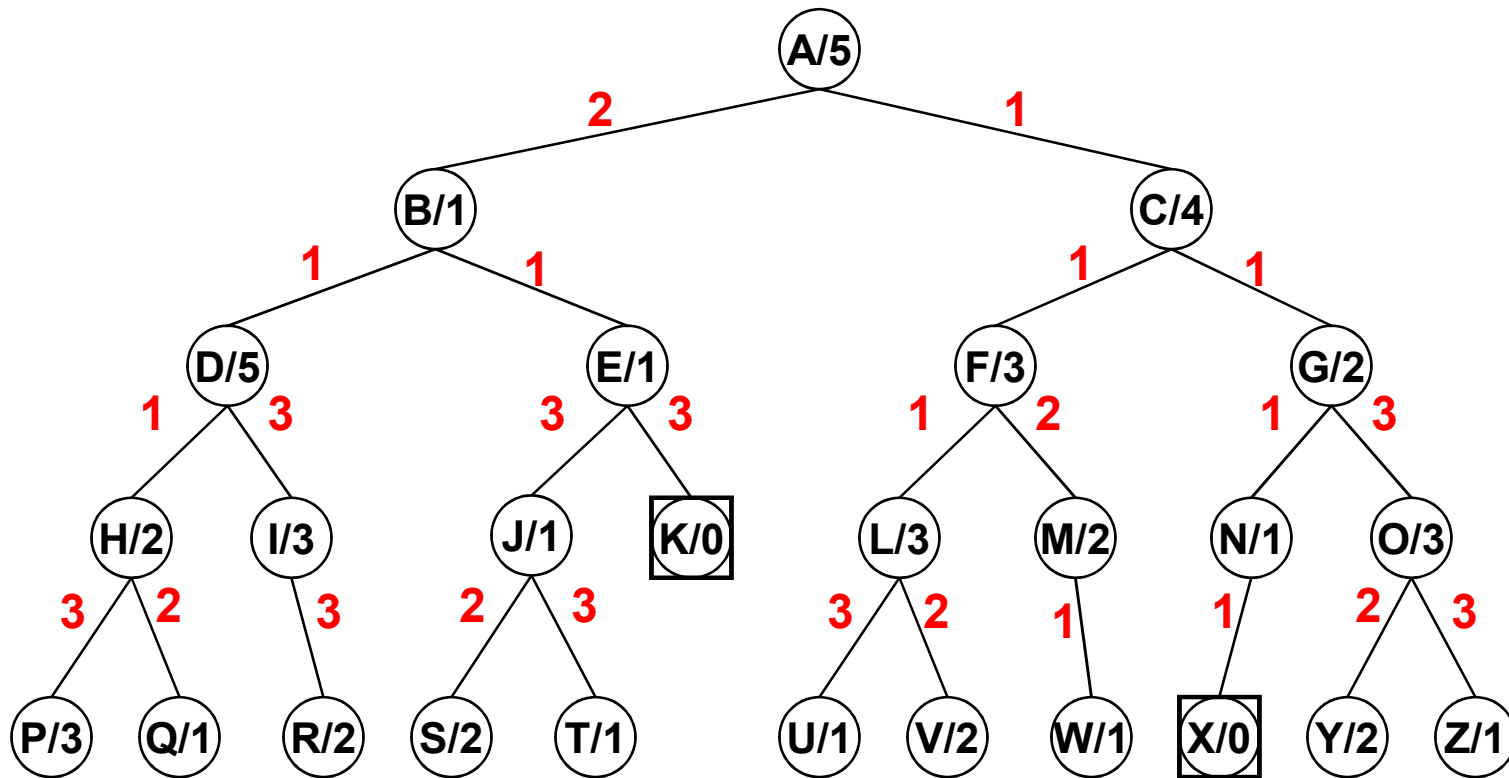 A/5
2 1
B/1 C/4
1 1 1 1
D/5 E/1 F/3 G/2
1 3 3 3 1 2 1 3
H/2 I/3 J/1 K/0 L/3 M/2 N/1 O/3
3 2 3 2 3 3 2 1 1 2 3
P/3 Q/1 R/2 S/2 T/1 U/1 V/2 W/1 X/0 Y/2 Z/1